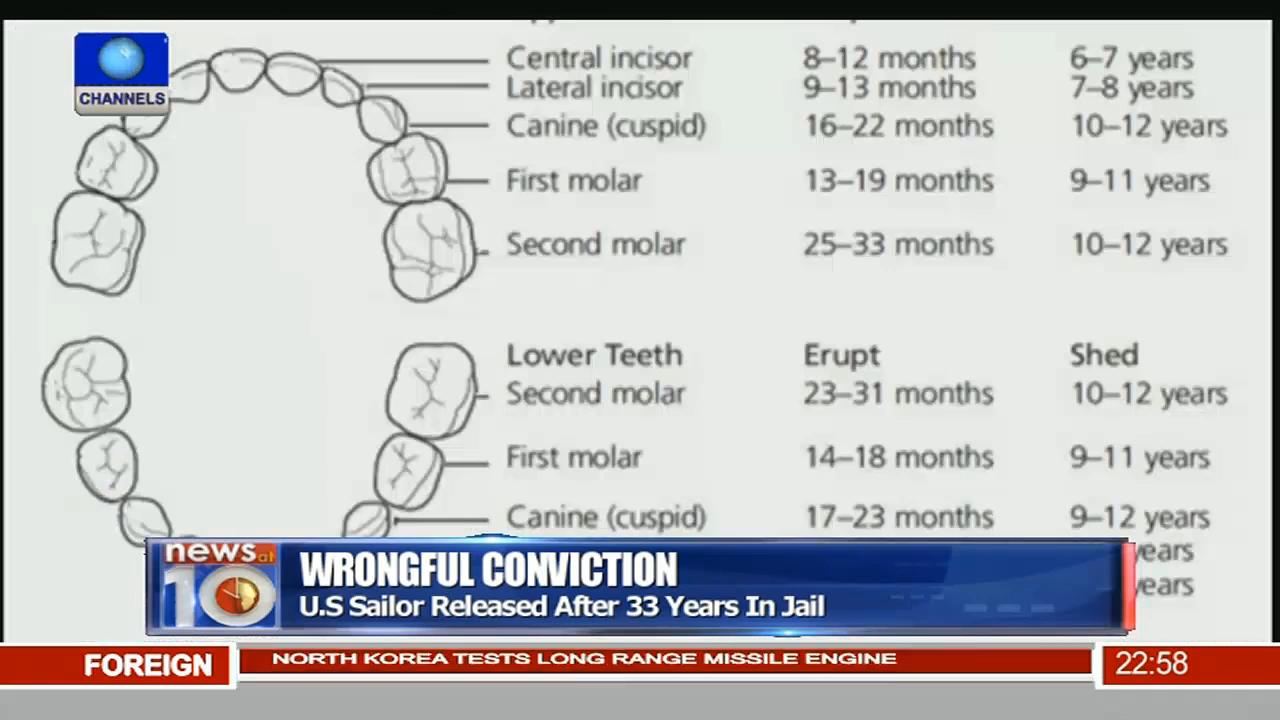 CHANNELS
Central incisor 8–12 months 6–7 years
Lateral incisor 9–13 months 7–8 years
Canine (cuspid) 16–22 months 10–12 years
First molar 13–19 months 9–11 years
Second molar 25–33 months 10–12 years
Lower Teeth Erupt Shed
Second molar 23–31 months 10–12 years
First molar 14–18 months 9–11 years
Canine (cuspid) 17–23 months 9–12 years
years
years
news at 10
WRONGFUL CONVICTION
U.S Sailor Released After 33 Years In Jail
FOREIGN NORTH KOREA TESTS LONG RANGE MISSILE ENGINE 22:58